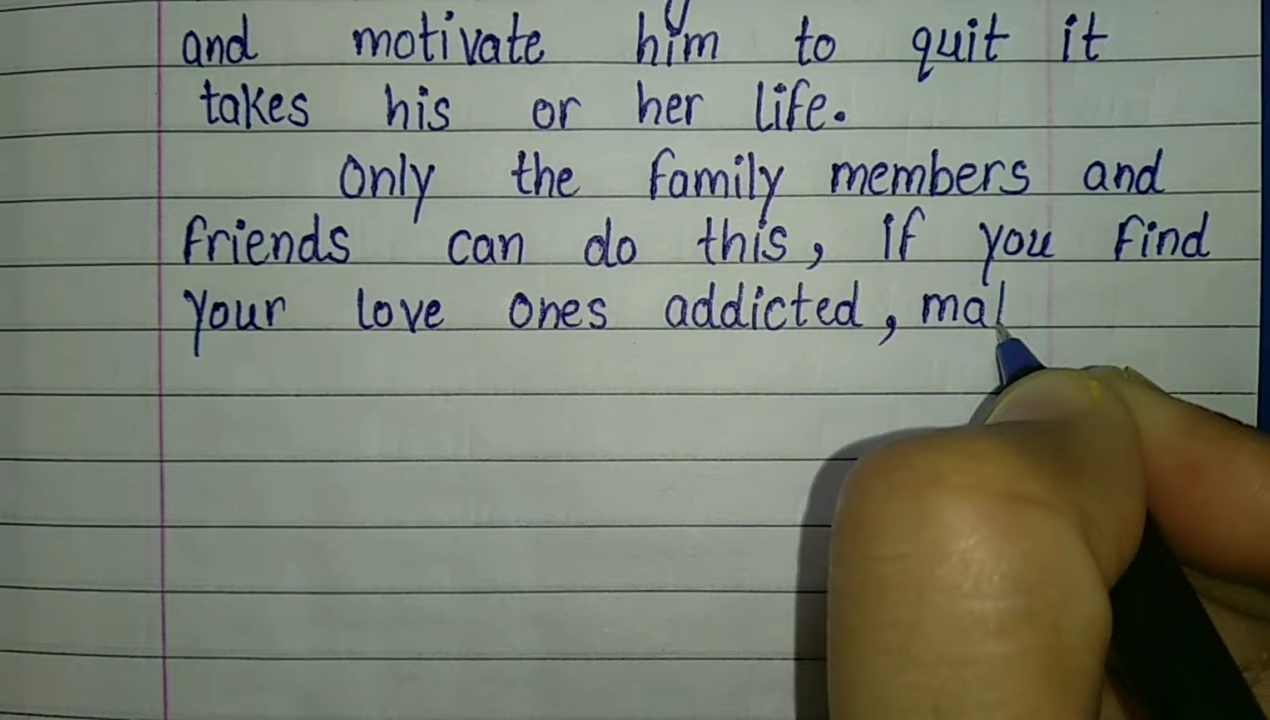 and motivate him to quit it
takes his or her life.
Only the family members and
friends can do this, if you find
your love ones addicted, mal